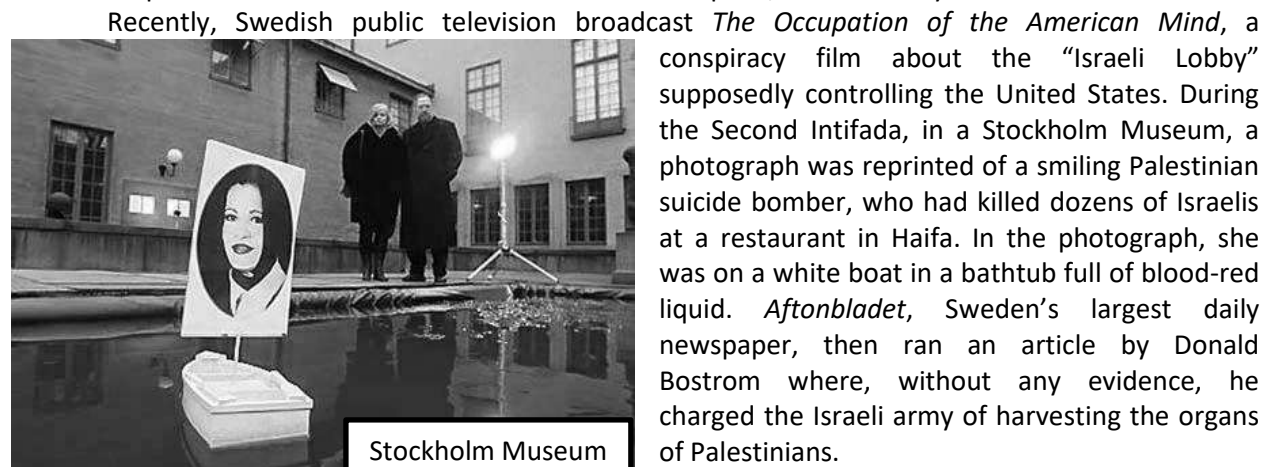 Recently, Swedish public television broadcast The Occupation of the American Mind, a
conspiracy film about the “Israeli Lobby”
supposedly controlling the United States. During
the Second Intifada, in a Stockholm Museum, a
photograph was reprinted of a smiling Palestinian
suicide bomber, who had killed dozens of Israelis
at a restaurant in Haifa. In the photograph, she
was on a white boat in a bathtub full of blood-red
liquid. Aftonbladet, Sweden’s largest daily
newspaper, then ran an article by Donald
Bostrom where, without any evidence, he
charged the Israeli army of harvesting the organs
of Palestinians.
Stockholm Museum